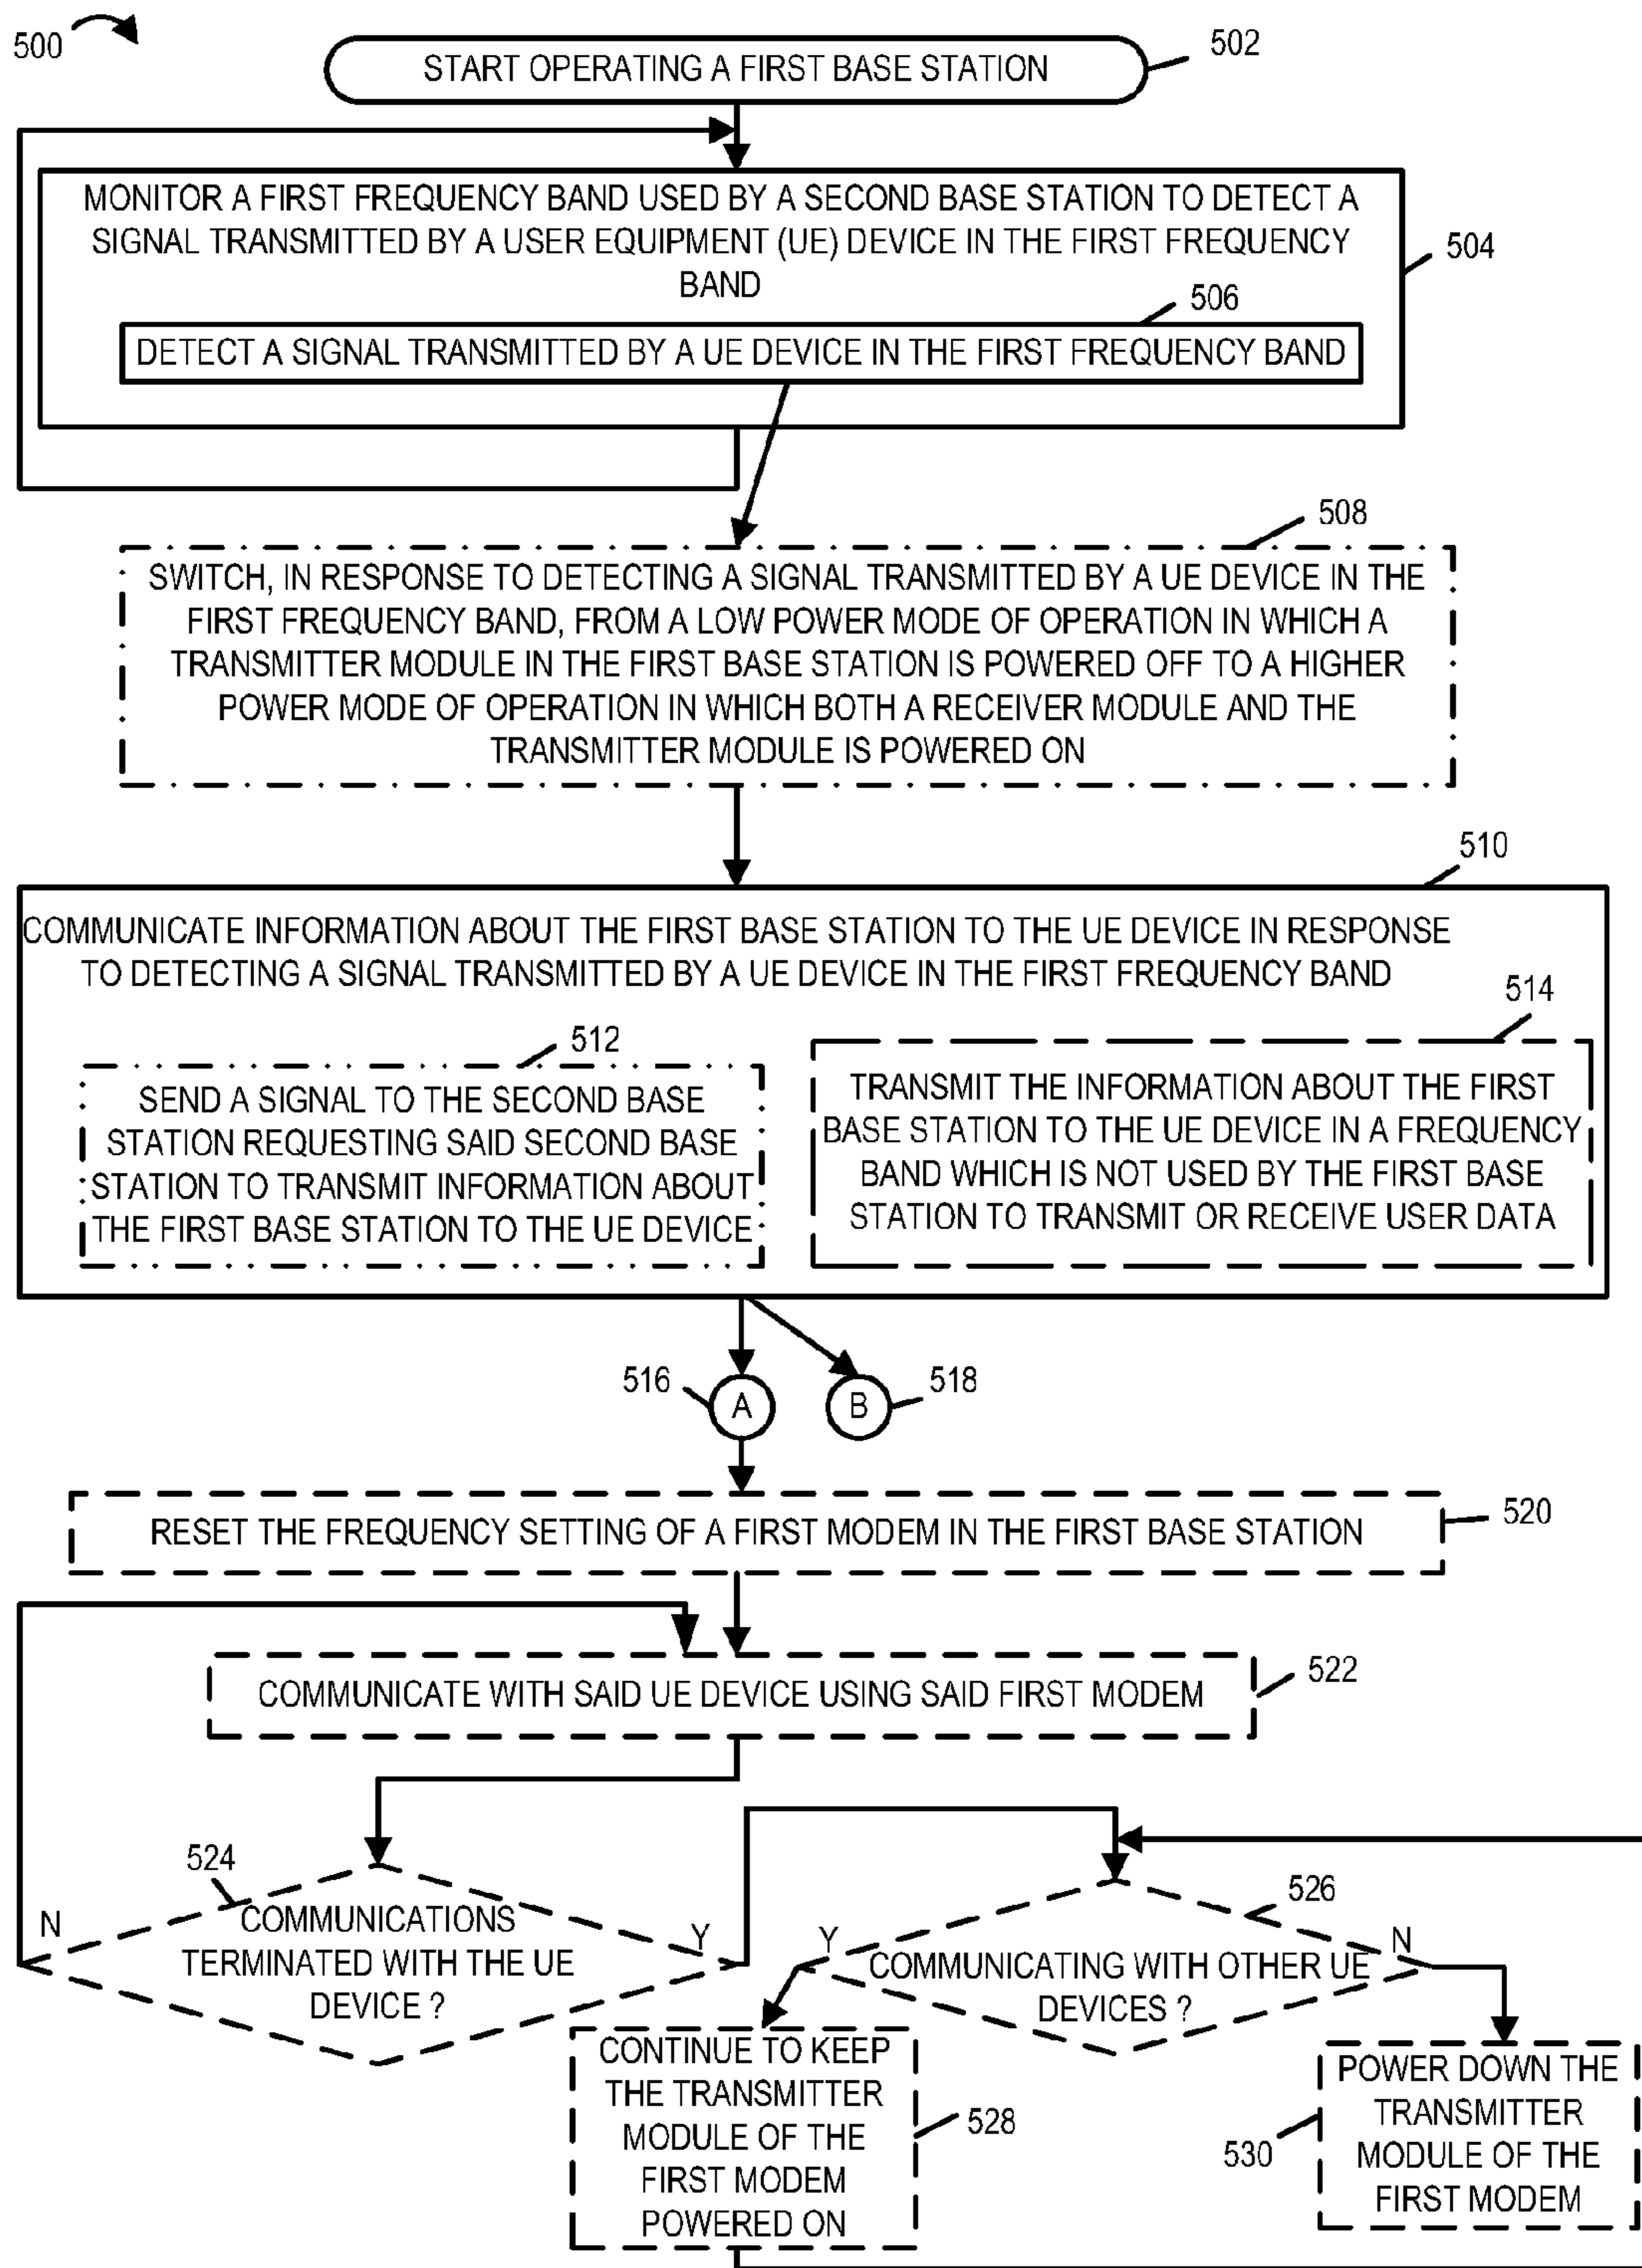 500
START OPERATING A FIRST BASE STATION
502
MONITOR A FIRST FREQUENCY BAND USED BY A SECOND BASE STATION TO DETECT A
SIGNAL TRANSMITTED BY A USER EQUIPMENT (UE) DEVICE IN THE FIRST FREQUENCY
BAND
504
506
DETECT A SIGNAL TRANSMITTED BY A UE DEVICE IN THE FIRST FREQUENCY BAND
508
SWITCH, IN RESPONSE TO DETECTING A SIGNAL TRANSMITTED BY A UE DEVICE IN THE
FIRST FREQUENCY BAND, FROM A LOW POWER MODE OF OPERATION IN WHICH A
TRANSMITTER MODULE IN THE FIRST BASE STATION IS POWERED OFF TO A HIGHER
POWER MODE OF OPERATION IN WHICH BOTH A RECEIVER MODULE AND THE
TRANSMITTER MODULE IS POWERED ON
510
COMMUNICATE INFORMATION ABOUT THE FIRST BASE STATION TO THE UE DEVICE IN RESPONSE
TO DETECTING A SIGNAL TRANSMITTED BY A UE DEVICE IN THE FIRST FREQUENCY BAND
512
SEND A SIGNAL TO THE SECOND BASE
STATION REQUESTING SAID SECOND BASE
STATION TO TRANSMIT INFORMATION ABOUT
THE FIRST BASE STATION TO THE UE DEVICE
514
TRANSMIT THE INFORMATION ABOUT THE FIRST
BASE STATION TO THE UE DEVICE IN A FREQUENCY
BAND WHICH IS NOT USED BY THE FIRST BASE
STATION TO TRANSMIT OR RECEIVE USER DATA
516
A
B
518
RESET THE FREQUENCY SETTING OF A FIRST MODEM IN THE FIRST BASE STATION
520
COMMUNICATE WITH SAID UE DEVICE USING SAID FIRST MODEM
522
524
N
COMMUNICATIONS
TERMINATED WITH THE UE
DEVICE ?
Y
526
Y
COMMUNICATING WITH OTHER UE
DEVICES ?
N
CONTINUE TO KEEP
THE TRANSMITTER
MODULE OF THE
FIRST MODEM
POWERED ON
528
530
POWER DOWN THE
TRANSMITTER
MODULE OF THE
FIRST MODEM